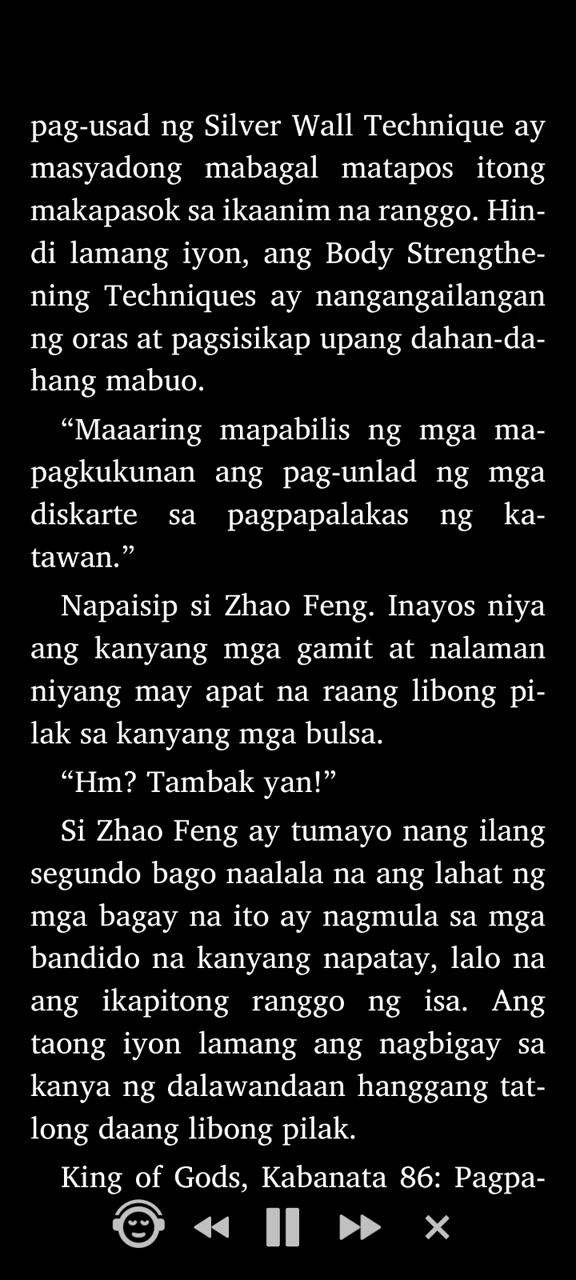 pag-usad ng Silver Wall Technique ay
masyadong mabagal matapos itong
makapasok sa ikaanim na ranggo. Hin-
di lamang iyon, ang Body Strengthe-
ning Techniques ay nangangailangan
ng oras at pagsisikap upang dahan-da-
hang mabuo.
“Maaaring mapabilis ng mga ma-
pagkukunan ang pag-unlad ng mga
diskarte sa pagpapalakas ng ka-
tawan.”
Napaisip si Zhao Feng. Inayos niya
ang kanyang mga gamit at nalaman
niyang may apat na raang libong pi-
lak sa kanyang mga bulsa.
“Hm? Tambak yan!”
Si Zhao Feng ay tumayo nang ilang
segundo bago naalala na ang lahat ng
mga bagay na ito ay nagmula sa mga
bandido na kanyang napatay, lalo na
ang ikapitong ranggo ng isa. Ang
taong iyon lamang ang nagbigay sa
kanya ng dalawandaan hanggang tat-
long daang libong pilak.
King of Gods, Kabanata 86: Pagpa-